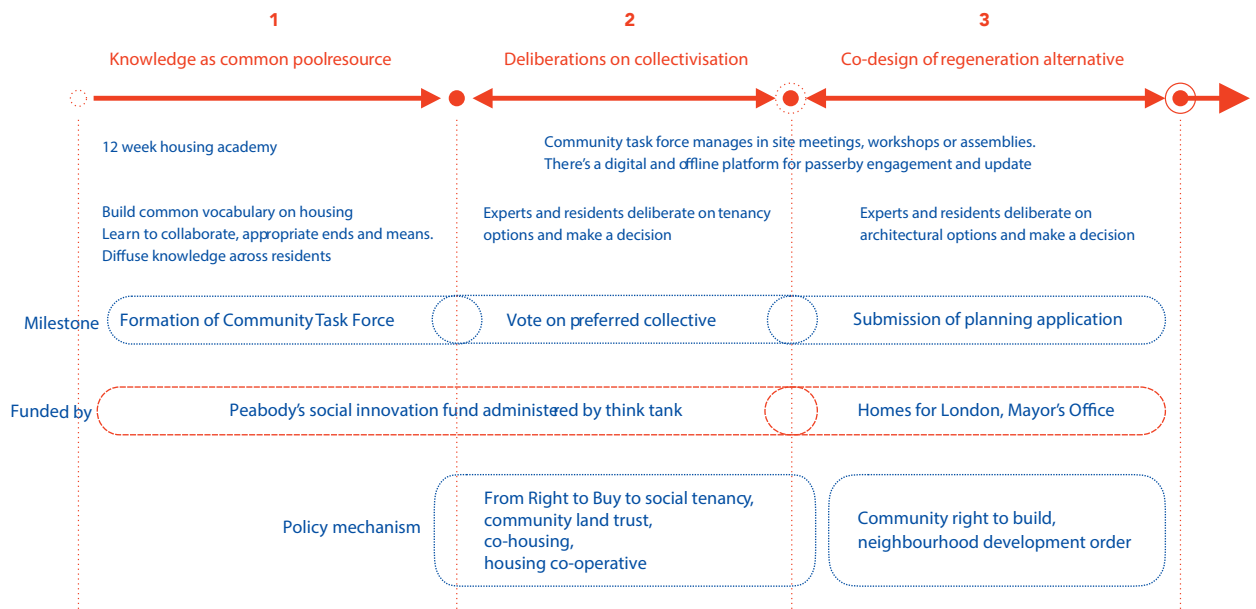 1
2
3
Knowledge as common poolresource
Deliberations on collectivisation
Co-design of regeneration alternative
12 week housing academy
Community task force manages in site meetings, workshops or assemblies.
There's a digital and offline platform for passerby engagement and update
Build common vocabulary on housing
Learn to collaborate, appropriate ends and means.
Diffuse knowledge across residents
Experts and residents deliberate on tenancy
options and make a decision
Experts and residents deliberate on
architectural options and make a decision
Milestone
Formation of Community Task Force
Vote on preferred collective
Submission of planning application
Funded by
Peabody's social innovation fund administered by think tank
Homes for London, Mayor's Office
Policy mechanism
From Right to Buy to social tenancy,
community land trust,
co-housing,
housing co-operative
Community right to build,
neighbourhood development order